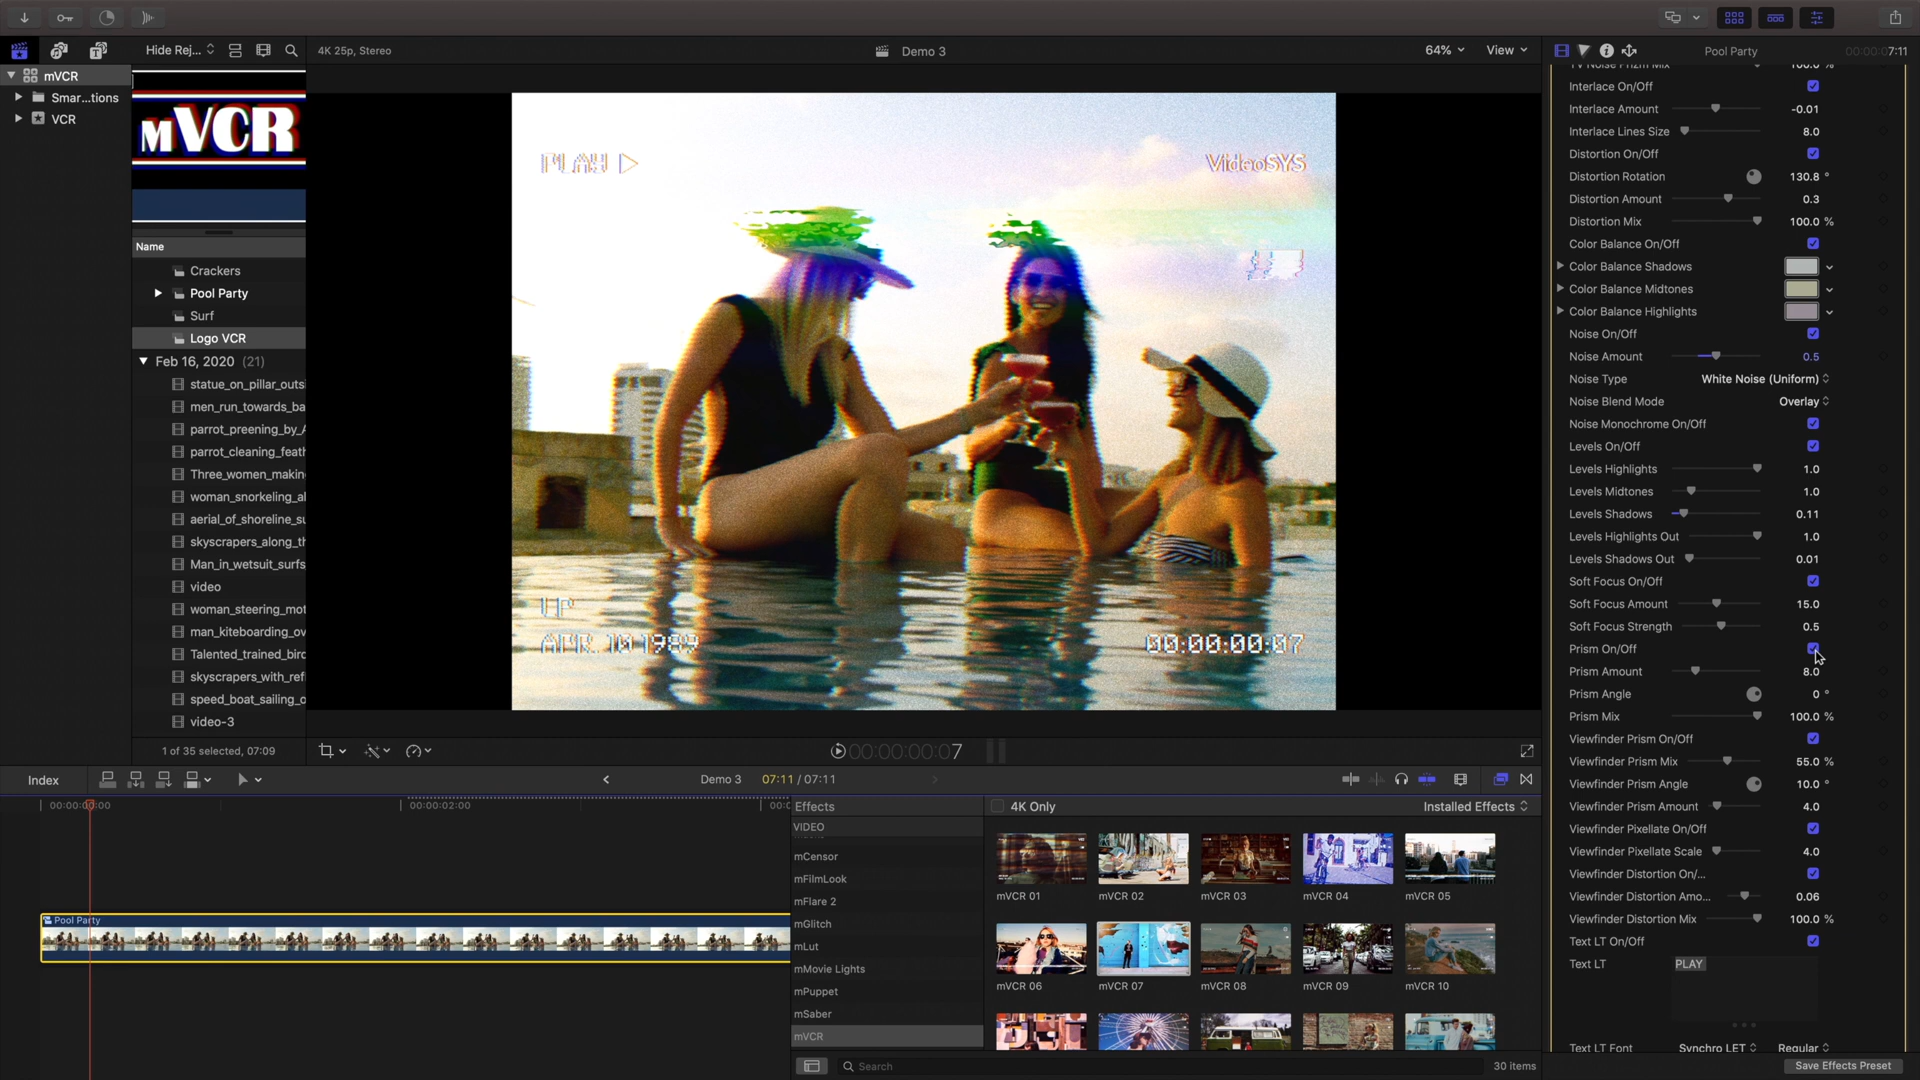 Hide Rej...
4K 25p, Stereo
Demo 3
64%
View
Pool Party
00:00:07:11
mVCR
Smar...tions
VCR
MVCR
Name
Crackers
Pool Party
Surf
Logo VCR
Feb 16, 2020 (21)
statue_on_pillar_outsi
men_run_towards_ba
parrot_preening_by_A
parrot_cleaning_feath
Three_women_makin
woman_snorkeling_al
aerial_of_shoreline_su
skyscrapers_along_th
Man_in_wetsuit_surfs
video
woman_steering_mot
man_kiteboarding_ov
Talented_trained_bird
skyscrapers_with_refl
speed_boat_sailing_o
video-3
1 of 35 selected, 07:09
PLAY
VideoSYS
LP
APR. 10 1989
00:00:00:07
00:00:00:07
TV Noise Prizm Mix 100.0 %
Interlace On/Off
Interlace Amount -0.01
Interlace Lines Size 8.0
Distortion On/Off
Distortion Rotation 130.8 °
Distortion Amount 0.3
Distortion Mix 100.0 %
Color Balance On/Off
Color Balance Shadows
Color Balance Midtones
Color Balance Highlights
Noise On/Off
Noise Amount 0.5
Noise Type White Noise (Uniform)
Noise Blend Mode Overlay
Noise Monochrome On/Off
Levels On/Off
Levels Highlights 1.0
Levels Midtones 1.0
Levels Shadows 0.11
Levels Highlights Out 1.0
Levels Shadows Out 0.01
Soft Focus On/Off
Soft Focus Amount 15.0
Soft Focus Strength 0.5
Prism On/Off
Prism Amount 8.0
Prism Angle 0 °
Prism Mix 100.0 %
Viewfinder Prism On/Off
Viewfinder Prism Mix 55.0 %
Viewfinder Prism Angle 10.0 °
Viewfinder Prism Amount 4.0
Viewfinder Pixellate On/Off
Viewfinder Pixellate Scale 4.0
Viewfinder Distortion On/...
Viewfinder Distortion Amo... 0.06
Viewfinder Distortion Mix 100.0 %
Text LT On/Off
Text LT PLAY
Text LT Font Synchro LET Regular
Save Effects Preset
Index
Demo 3
07:11 / 07:11
00:00:00:00
00:00:02:00
Pool Party
Effects
4K Only
Installed Effects
VIDEO
mCensor
mFilmLook
mFlare 2
mGlitch
mLut
mMovie Lights
mPuppet
mSaber
mVCR
mVCR 01
mVCR 02
mVCR 03
mVCR 04
mVCR 05
mVCR 06
mVCR 07
mVCR 08
mVCR 09
mVCR 10
Search
30 items